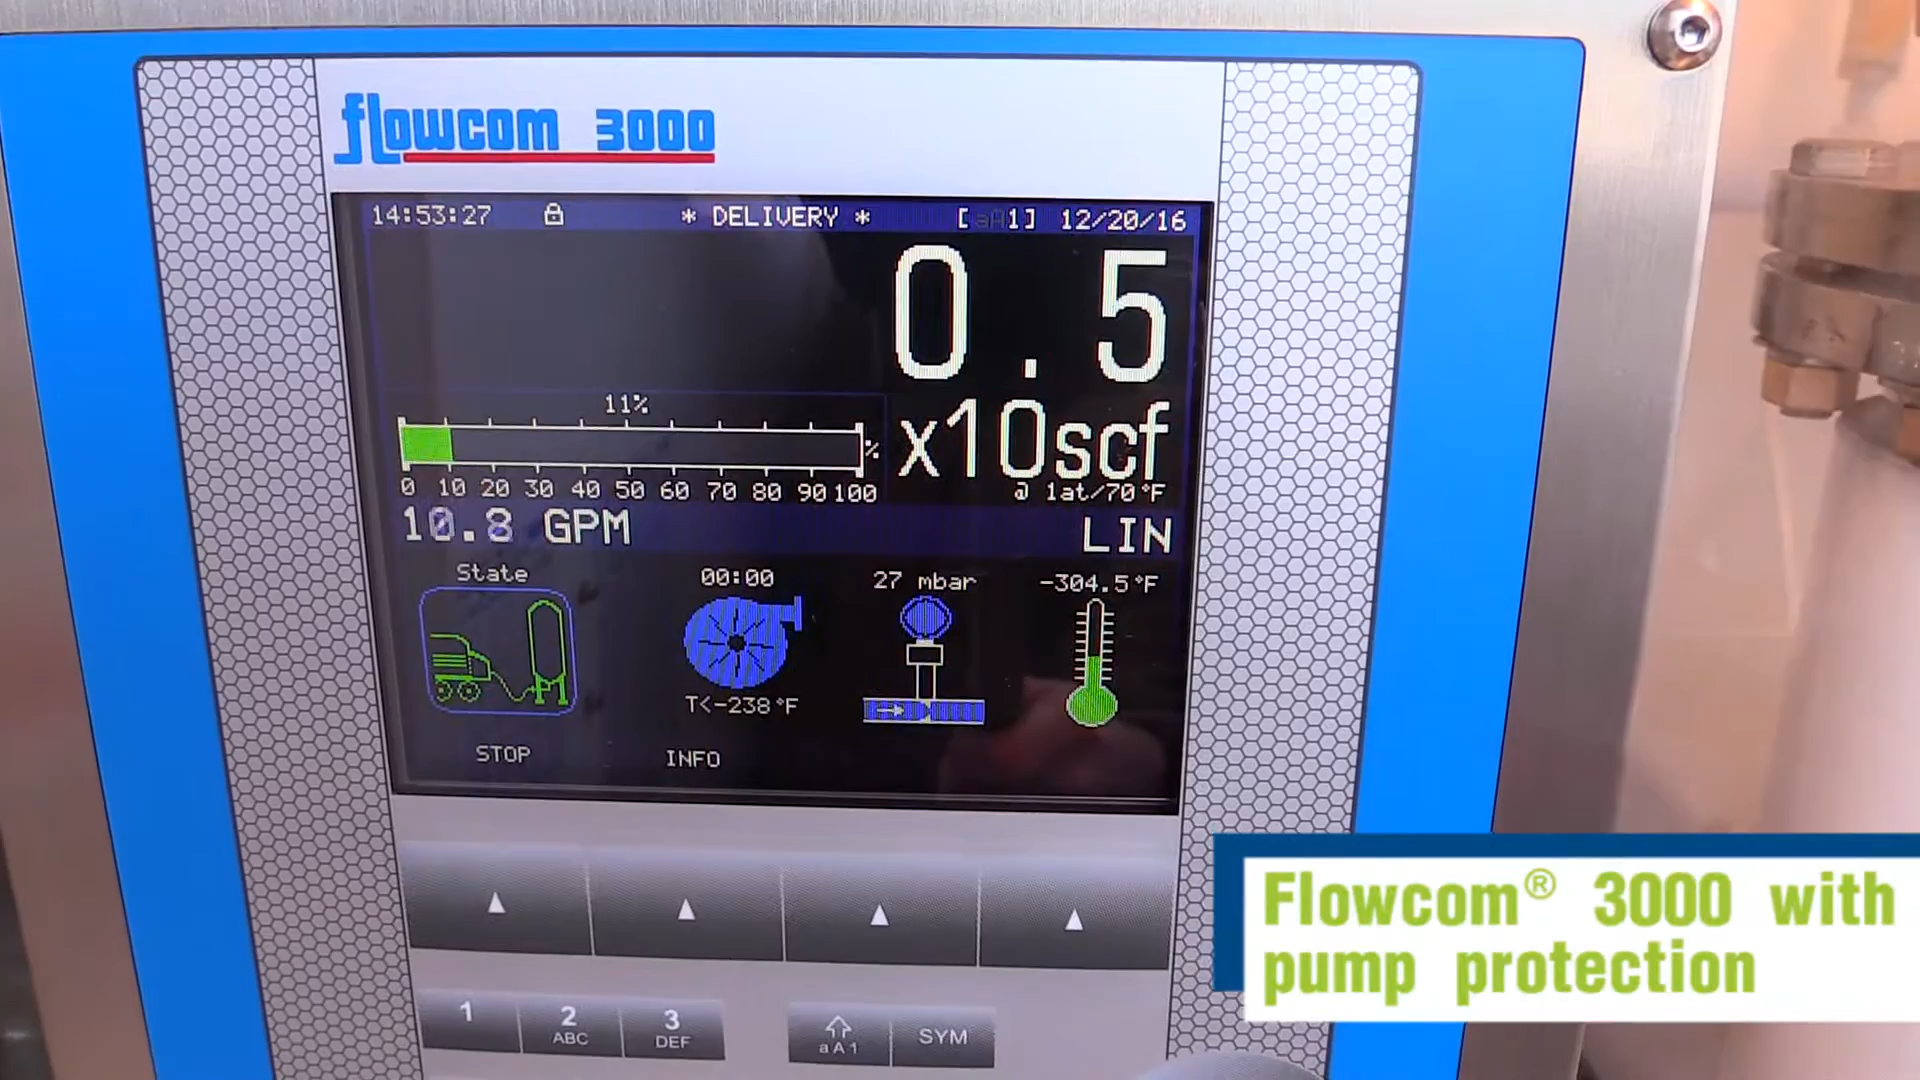 flowcom 3000
14:53:27 * DELIVERY * [aA1] 12/20/16
0.5
11%
x10scf
%
0 10 20 30 40 50 60 70 80 90 100
@ 1at/70°F
10.8 GPM LIN
State 00:00 27 mbar -304.5°F
T<-238°F
STOP INFO
1 2 3 SYM
ABC DEF aA1
Flowcom® 3000 with
pump protection